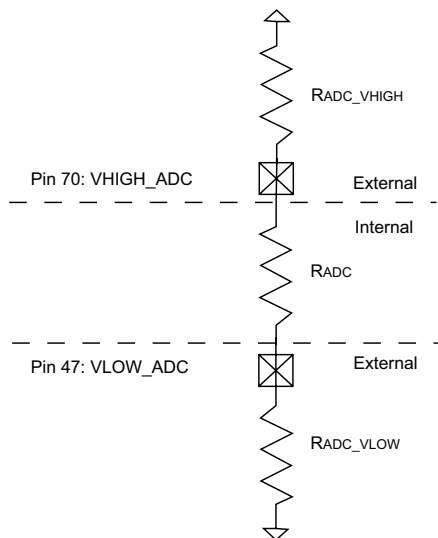 RADC_VHIGH
Pin 70: VHIGH_ADC
External
Internal
RADC
Pin 47: VLOW_ADC
External
RADC_VLOW